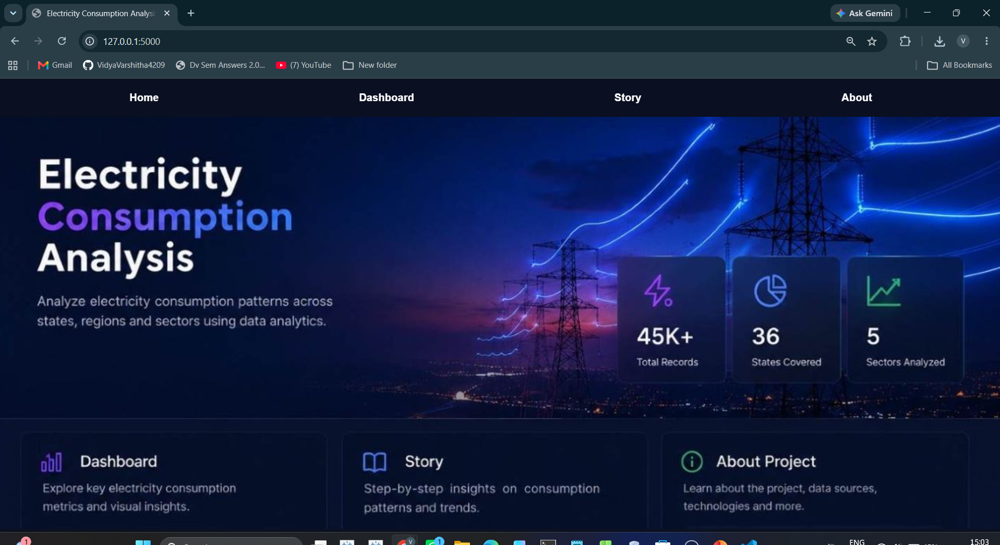 Electricity Consumption Analysi
Ask Gemini
127.0.0.1:5000
V
Gmail
VidyaVarshitha4209
Dv Sem Answers 2.0...
(7) YouTube
New folder
All Bookmarks
Home
Dashboard
Story
About
Electricity
Consumption
Analysis
Analyze electricity consumption patterns across
states, regions and sectors using data analytics.
45K+
Total Records
36
States Covered
5
Sectors Analyzed
Dashboard
Explore key electricity consumption
metrics and visual insights.
Story
Step-by-step insights on consumption
patterns and trends.
About Project
Learn about the project, data sources,
technologies and more.
1
V
1
ENG
15:03